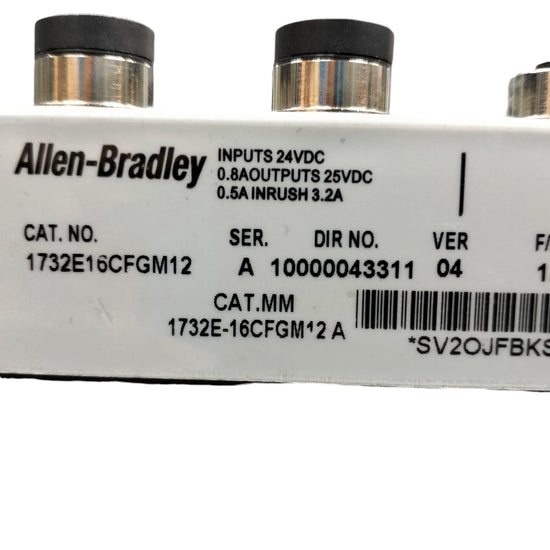 Allen-Bradley
INPUTS 24VDC
0.8AOUTPUTS 25VDC
0.5A INRUSH 3.2A
CAT. NO. SER. DIR NO. VER F/
1732E16CFGM12 A 10000043311 04 1
CAT.MM
1732E-16CFGM12 A
*SV2OJFBKS